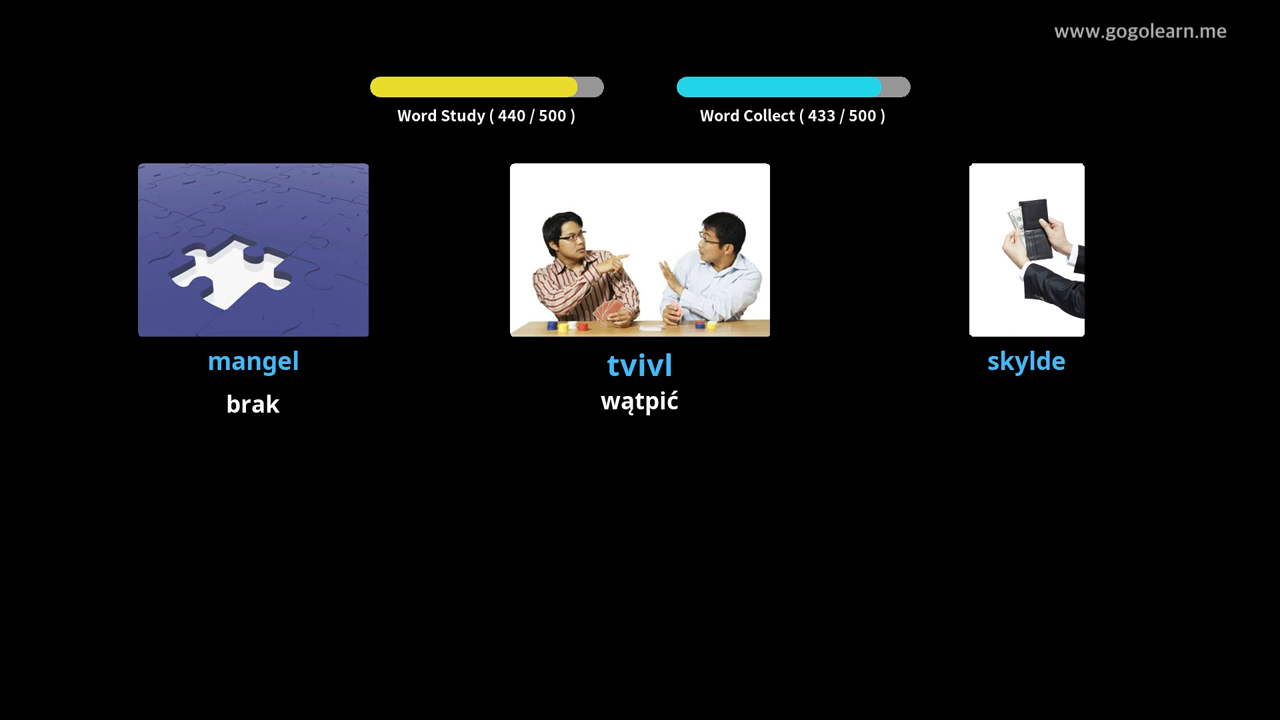 www.gogolearn.me
Word Study ( 440 / 500 )
Word Collect ( 433 / 500 )
mangel
brak
tvivl
wątpić
skylde